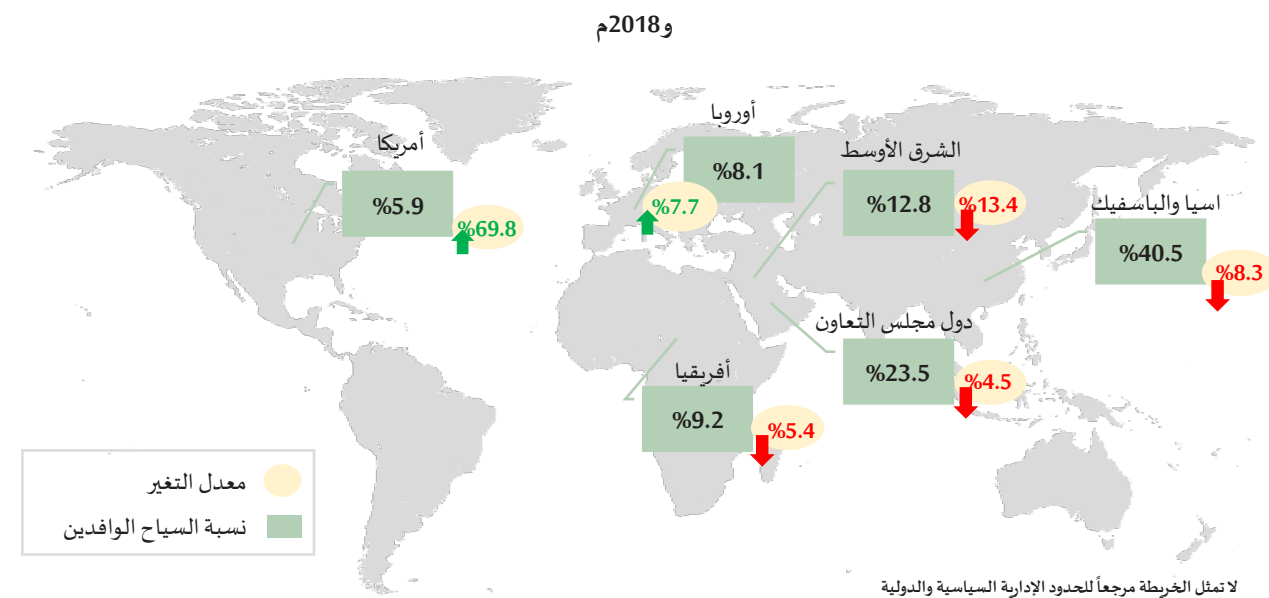 و2018م
أوروبا
%8.1
%7.7
أمريكا
%5.9
%69.8
الشرق الأوسط
%12.8
%13.4
اسيا والباسفيك
%40.5
%8.3
دول مجلس التعاون
%23.5
%4.5
أفريقيا
%9.2
%5.4
معدل التغير
نسبة السياح الوافدين
لا تمثل الخريطة مرجعاً للحدود الإدارية السياسية والدولية